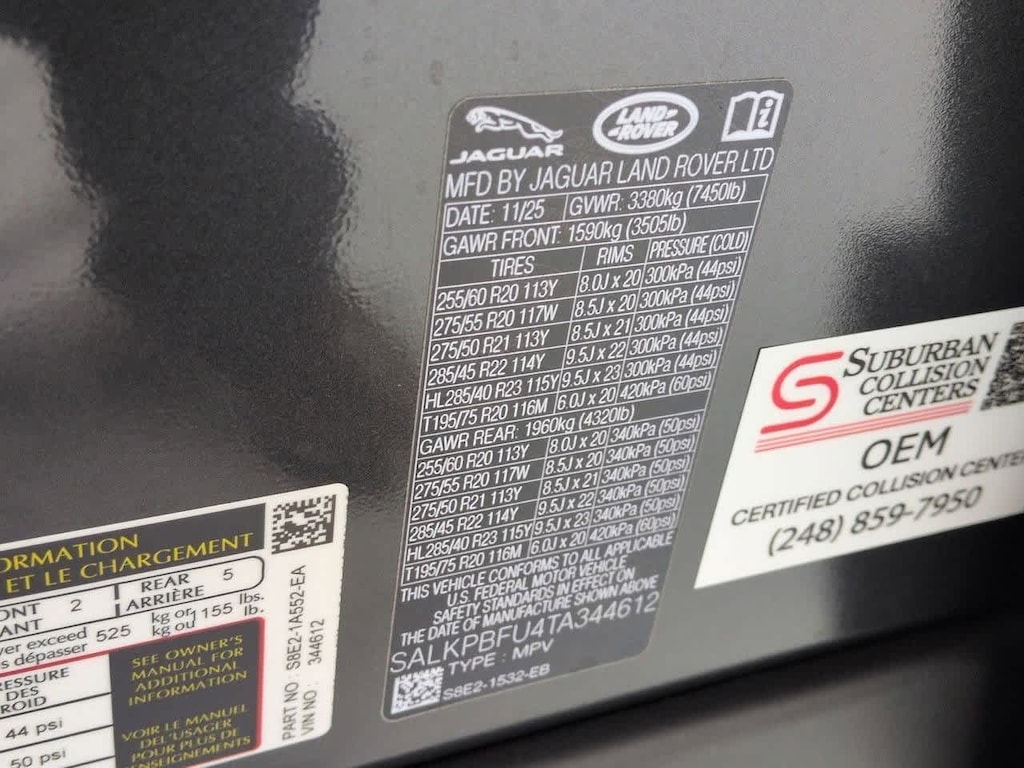 JAGUAR
LAND ROVER
MFD BY JAGUAR LAND ROVER LTD
DATE: 11/25 GVWR: 3380kg (7450lb)
GAWR FRONT: 1590kg (3505lb)
TIRES RIMS PRESSURE (COLD)
255/60 R20 113Y 8.0J x 20 300kPa (44psi)
275/55 R20 117W 8.5J x 20 300kPa (44psi)
275/50 R21 113Y 8.5J x 21 300kPa (44psi)
285/45 R22 114Y 9.5J x 22 300kPa (44psi)
HL285/40 R23 115Y 9.5J x 23 300kPa (44psi)
T195/75 R20 116M 6.0J x 20 420kPa (60psi)
GAWR REAR: 1960kg (4320lb)
255/60 R20 113Y 8.0J x 20 340kPa (50psi)
275/55 R20 117W 8.5J x 20 340kPa (50psi)
275/50 R21 113Y 8.5J x 21 340kPa (50psi)
285/45 R22 114Y 9.5J x 22 340kPa (50psi)
HL285/40 R23 115Y 9.5J x 23 340kPa (50psi)
T195/75 R20 116M 6.0J x 20 420kPa (60psi)
THIS VEHICLE CONFORMS TO ALL APPLICABLE
U.S. FEDERAL MOTOR VEHICLE
SAFETY STANDARDS IN EFFECT ON
THE DATE OF MANUFACTURE SHOWN ABOVE
SALKPBFU4TA344612
TYPE: MPV
S8E2-1532-EB
SUBURBAN
COLLISION
CENTERS
OEM
CERTIFIED COLLISION CENTE
(248) 859-7950
ORMATION
ET LE CHARGEMENT
ONT 2 REAR 5
ANT ARRIÈRE
ver exceed 525 kg or 1155 lbs.
s dépasser kg ou lb.
ESSURE
DES
ROID
44 psi
50 psi
SEE OWNER'S
MANUAL FOR
ADDITIONAL
INFORMATION
VOIR LE MANUEL
DEL'USAGER
POUR PLUS DE
ENSEIGNEMENTS
PART NO.: S8E2-1A552-EA
VIN NO: 344612